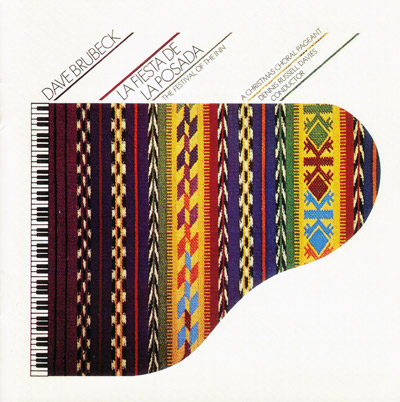 DAVE BRUBECK
LA FIESTA DE
LA POSADA
THE FESTIVAL OF THE INN
A CHRISTMAS CHORAL PAGEANT
DENNIS RUSSELL DAVIES
CONDUCTOR